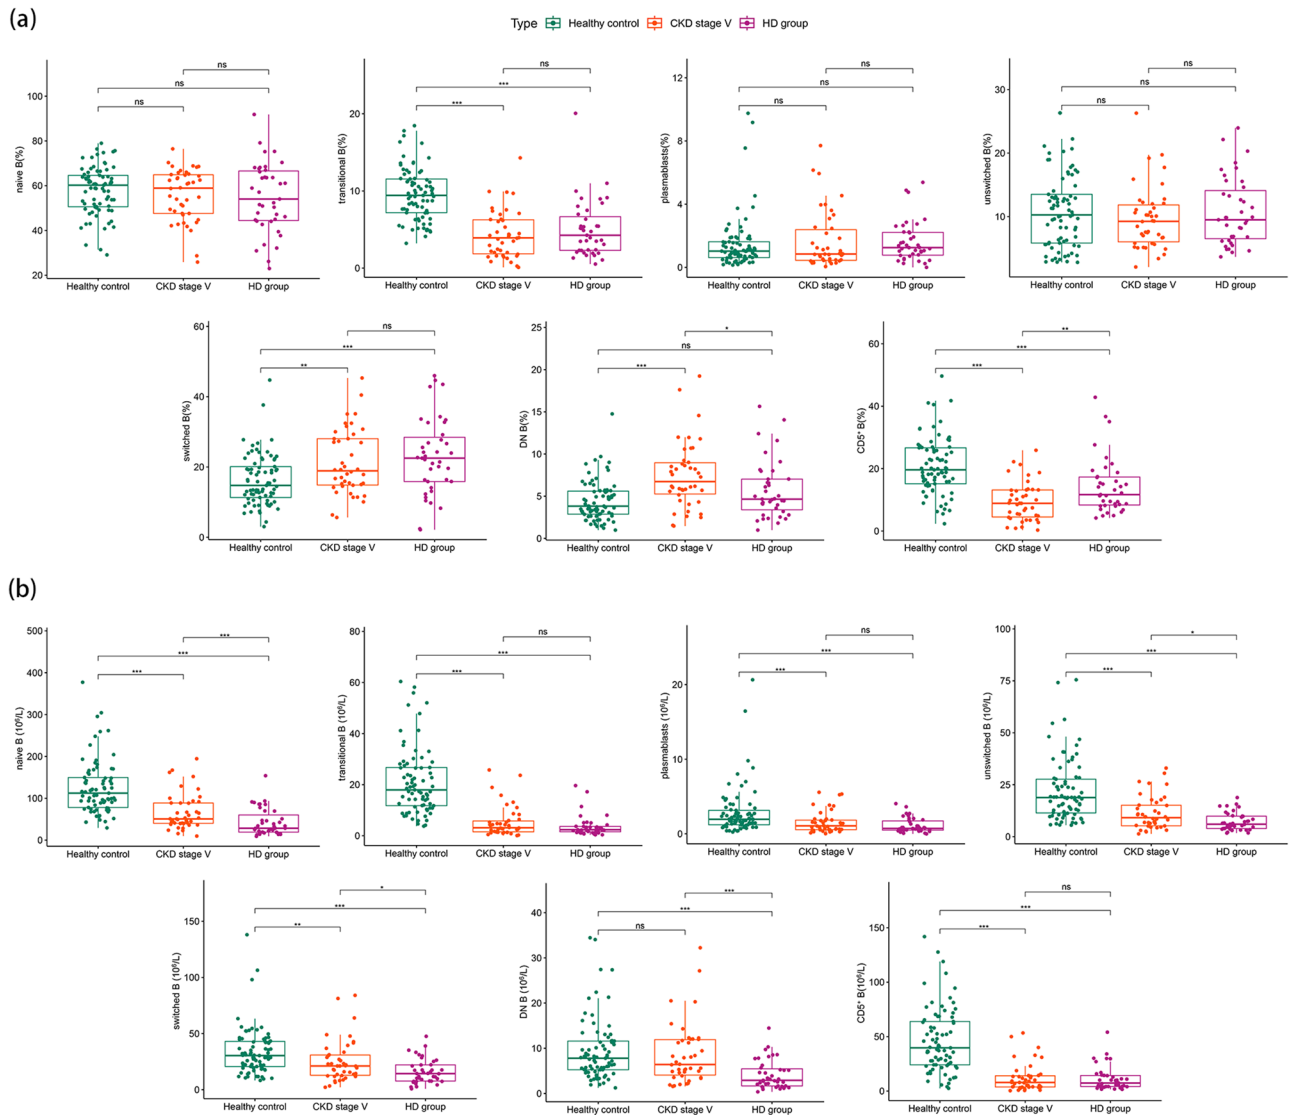 (a)
Type Healthy control CKD stage V HD group
naive B(%)
100
80
60
40
20
ns
ns
ns
Healthy control CKD stage V HD group
transitional B(%)
20
10
0
ns
***
***
Healthy control CKD stage V HD group
plasmablasts(%)
12
8
4
0
ns
ns
ns
Healthy control CKD stage V HD group
unswitched B(%)
30
20
10
ns
ns
ns
Healthy control CKD stage V HD group
switched B(%)
60
40
20
0
ns
***
**
Healthy control CKD stage V HD group
DN B(%)
25
20
15
10
5
0
*
ns
***
Healthy control CKD stage V HD group
CD5⁺ B(%)
60
40
20
0
**
***
***
Healthy control CKD stage V HD group
(b)
naive B (10⁶/L)
500
400
300
200
100
0
***
***
***
Healthy control CKD stage V HD group
transitional B (10⁶/L)
80
60
40
20
0
ns
***
***
Healthy control CKD stage V HD group
plasmablasts (10⁶/L)
20
10
0
ns
***
***
Healthy control CKD stage V HD group
unswitched B (10⁶/L)
100
75
50
25
0
*
***
***
Healthy control CKD stage V HD group
switched B (10⁶/L)
150
100
50
0
*
***
**
Healthy control CKD stage V HD group
DN B (10⁶/L)
40
30
20
10
0
***
***
ns
Healthy control CKD stage V HD group
CD5⁺ B(10⁶/L)
150
100
50
0
ns
***
***
Healthy control CKD stage V HD group